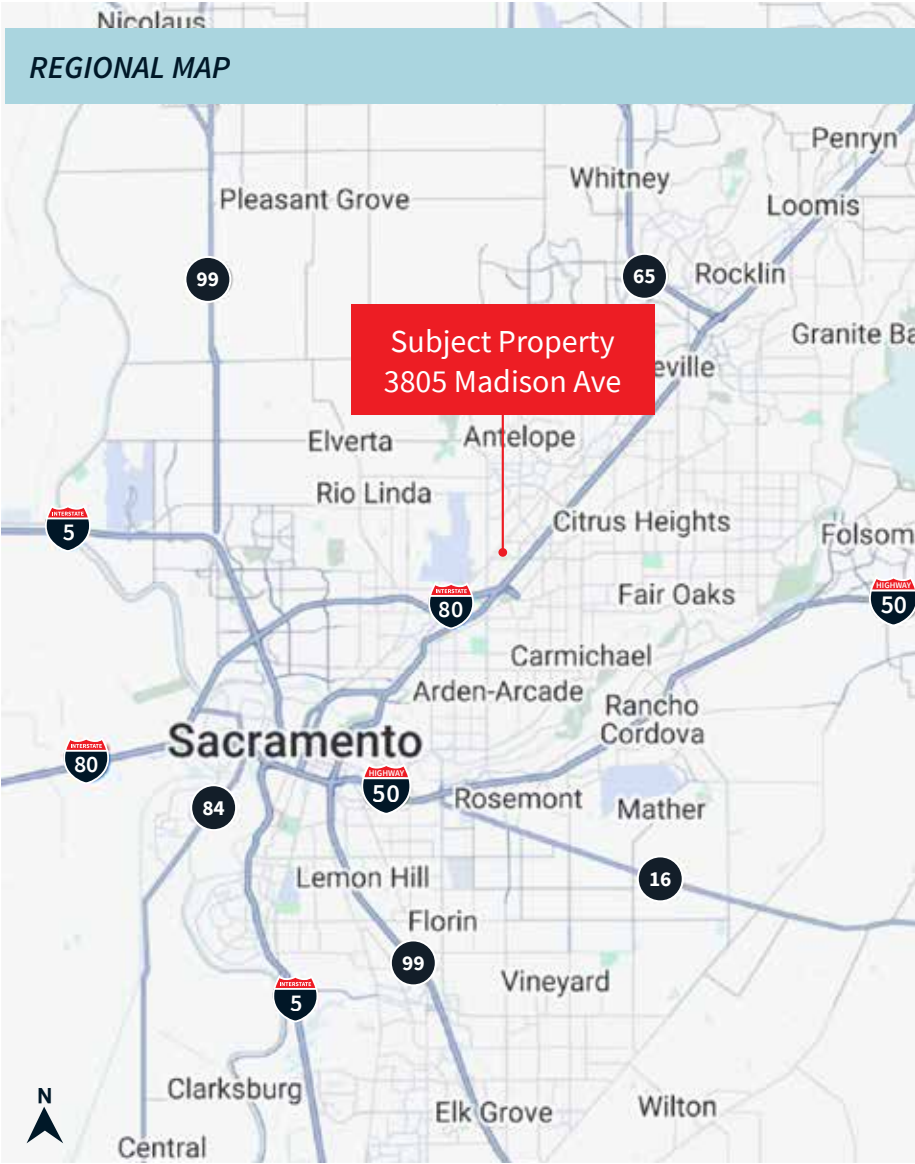 Nicolaus
REGIONAL MAP
Penryn
Whitney
Pleasant Grove
Loomis
99
65
Rocklin
Subject Property
3805 Madison Ave
Granite Ba
eville
Elverta
Antelope
Rio Linda
INTERSTATE
5
Citrus Heights
Folsom
INTERSTATE
80
Fair Oaks
HIGHWAY
50
Carmichael
Arden-Arcade
Rancho
Cordova
Sacramento
INTERSTATE
80
HIGHWAY
50
84
Rosemont
Mather
Lemon Hill
16
Florin
99
Vineyard
INTERSTATE
5
Clarksburg
N
Elk Grove
Wilton
Central